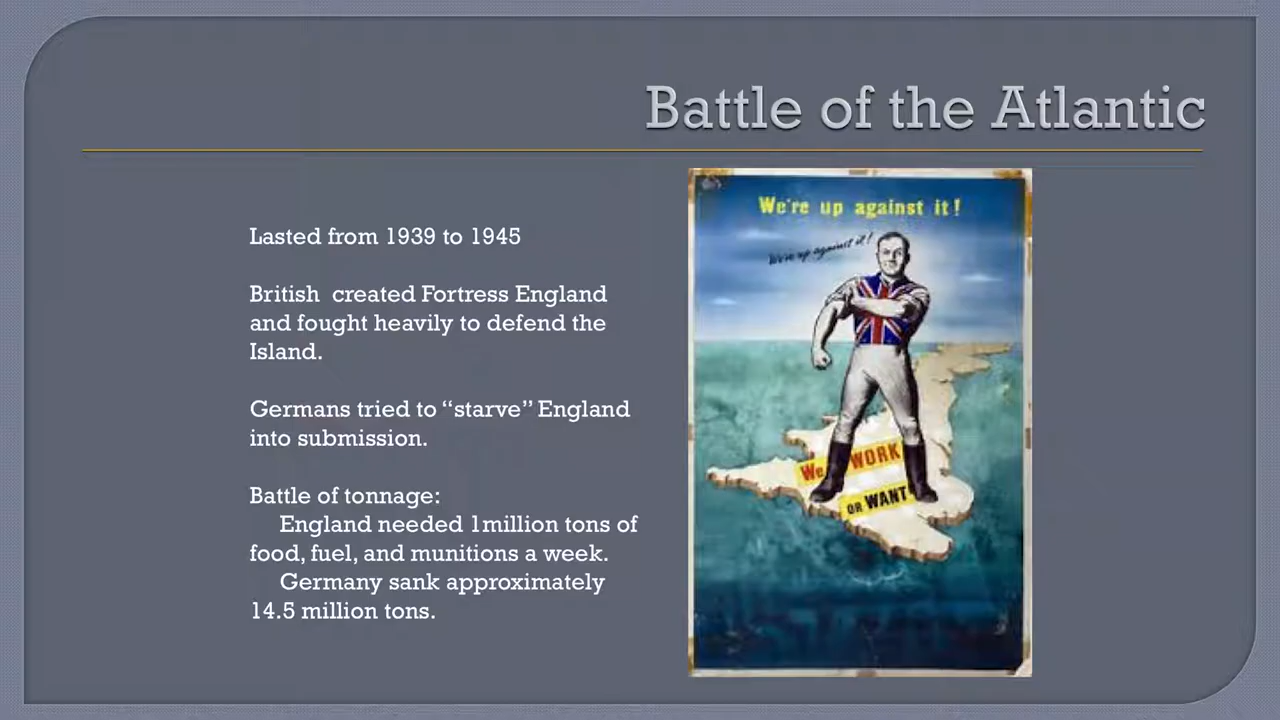 Battle of the Atlantic
Lasted from 1939 to 1945
British  created Fortress England
and fought heavily to defend the
Island.
Germans tried to “starve” England
into submission.
Battle of tonnage:
England needed 1million tons of
food, fuel, and munitions a week.
Germany sank approximately
14.5 million tons.
We're up against it!
We're up against it!
We WORK
OR WANT